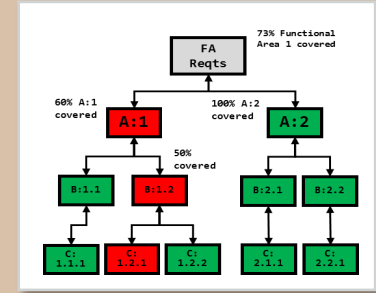 73% Functional
Area 1 covered
FA
Reqts
60% A:1
covered
100% A:2
covered
A:1
A:2
50%
covered
B:1.1
B:1.2
B:2.1
B:2.2
C:
1.1.1
C:
1.2.1
C:
1.2.2
C:
2.1.1
C:
2.2.1